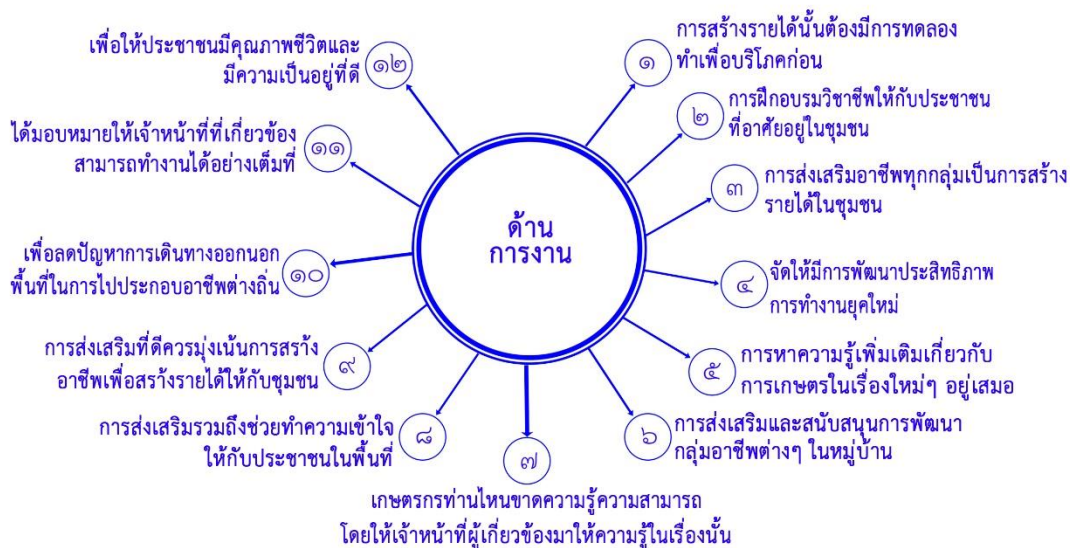 ด้าน
การงาน
๑
การสร้างรายได้นั้นต้องมีการทดลอง
ทำเพื่อบริโภคก่อน
๒
การฝึกอบรมวิชาชีพให้กับประชาชน
ที่อาศัยอยู่ในชุมชน
๓
การส่งเสริมอาชีพทุกกลุ่มเป็นการสร้าง
รายได้ในชุมชน
๔
จัดให้มีการพัฒนาประสิทธิภาพ
การทำงานยุคใหม่
๕
การหาความรู้เพิ่มเติมเกี่ยวกับ
การเกษตรในเรื่องใหม่ๆ อยู่เสมอ
๖
การส่งเสริมและสนับสนุนการพัฒนา
กลุ่มอาชีพต่างๆ ในหมู่บ้าน
๗
เกษตรกรท่านไหนขาดความรู้ความสามารถ
โดยให้เจ้าหน้าที่ผู้เกี่ยวข้องมาให้ความรู้ในเรื่องนั้น
๘
การส่งเสริมรวมถึงช่วยทำความเข้าใจ
ให้กับประชาชนในพื้นที่
๙
การส่งเสริมที่ดีควรมุ่งเน้นการสรว้าง
อาชีพเพื่อสรว้างรายได้ให้กับชุมชน
๑๐
เพื่อลดปัญหาการเดินทางออกนอก
พื้นที่ในการไปประกอบอาชีพต่างถิ่น
๑๑
ได้มอบหมายให้เจ้าหน้าที่ที่เกี่ยวข้อง
สามารถทำงานได้อย่างเต็มที่
๑๒
เพื่อให้ประชาชนมีคุณภาพชีวิตและ
มีความเป็นอยู่ที่ดี